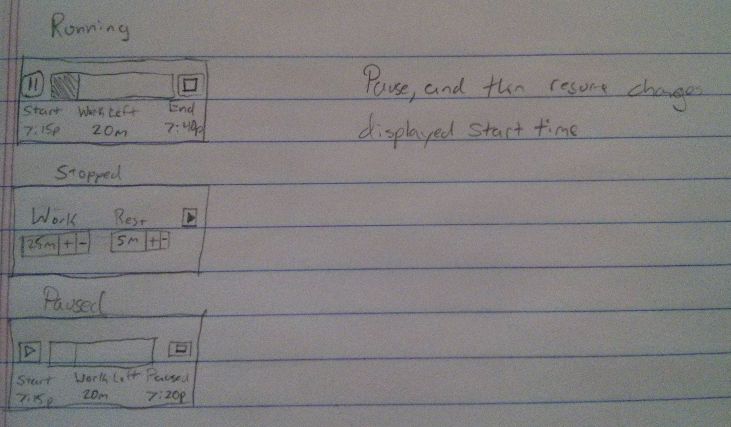 Running
Start Work Left End
7:15p 20m 7:40p
Pause, and then resume changes
displayed start time
Stopped
Work Rest
25m + - 5m + -
Paused
Start Work Left Paused
7:15p 20m 7:20p